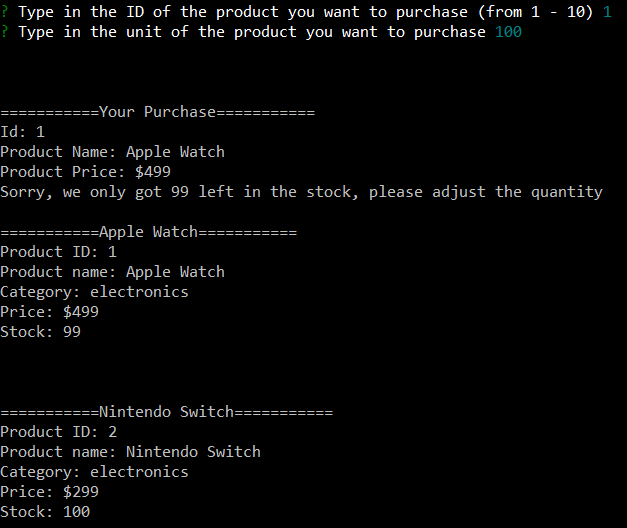 ? Type in the ID of the product you want to purchase (from 1 - 10) 1
? Type in the unit of the product you want to purchase 100
===========Your Purchase===========
Id: 1
Product Name: Apple Watch
Product Price: $499
Sorry, we only got 99 left in the stock, please adjust the quantity
===========Apple Watch===========
Product ID: 1
Product name: Apple Watch
Category: electronics
Price: $499
Stock: 99
===========Nintendo Switch===========
Product ID: 2
Product name: Nintendo Switch
Category: electronics
Price: $299
Stock: 100